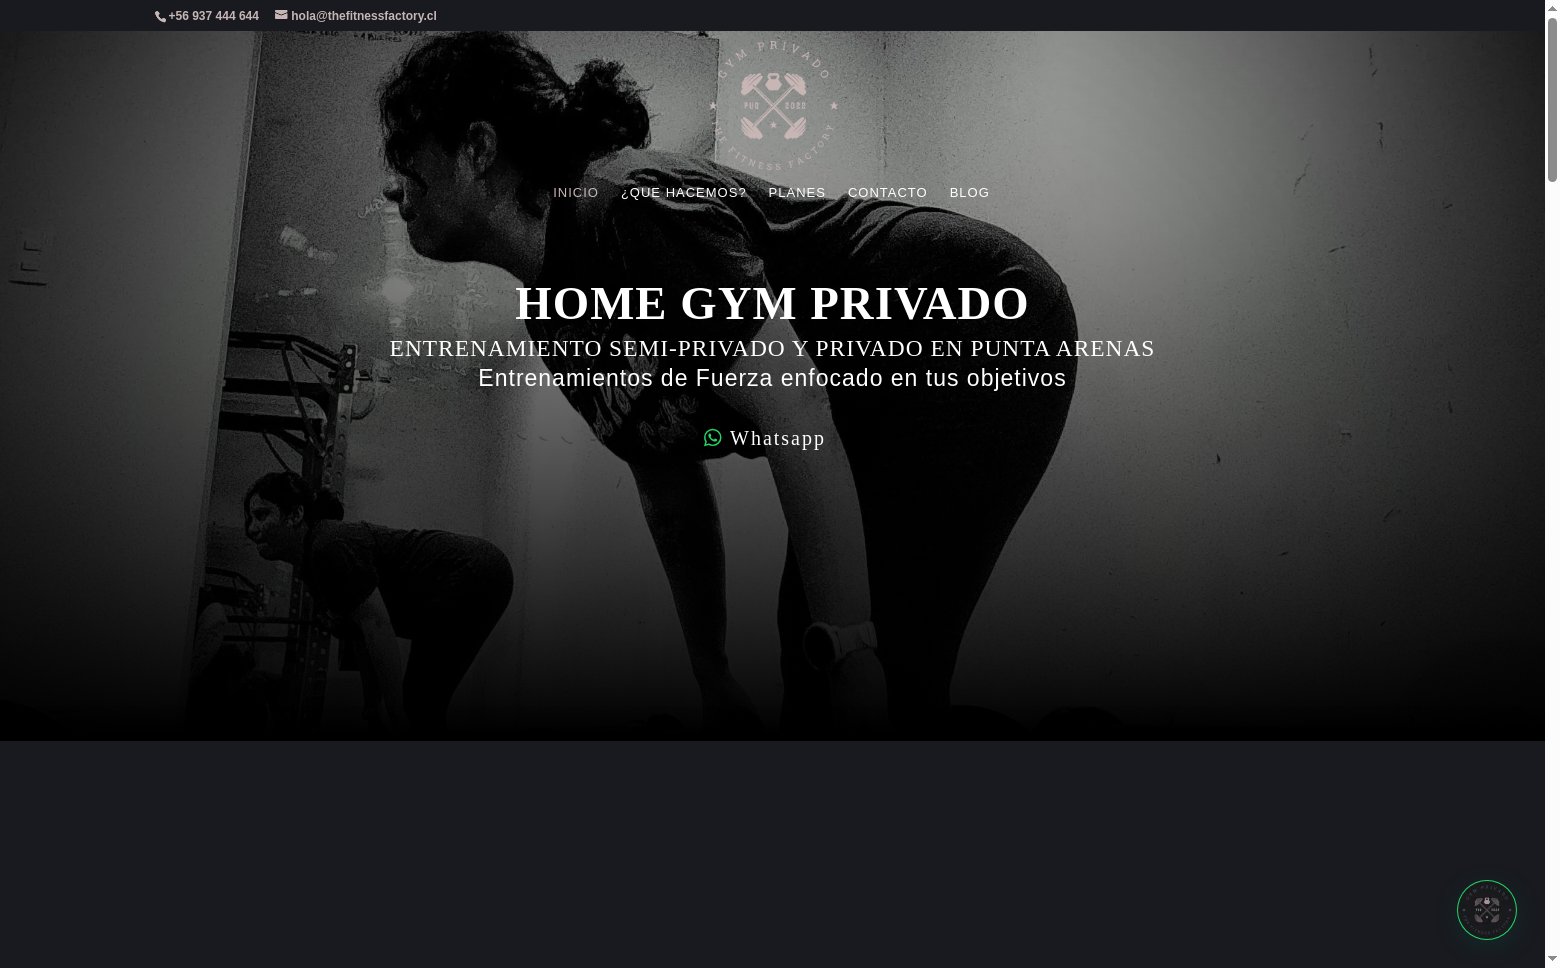 +56 937 444 644 hola@thefitnessfactory.cl
GYM PRIVADO
PUQ 2022
THE FITNESS FACTORY
INICIO ¿QUE HACEMOS? PLANES CONTACTO BLOG
HOME GYM PRIVADO
ENTRENAMIENTO SEMI-PRIVADO Y PRIVADO EN PUNTA ARENAS
Entrenamientos de Fuerza enfocado en tus objetivos
Whatsapp